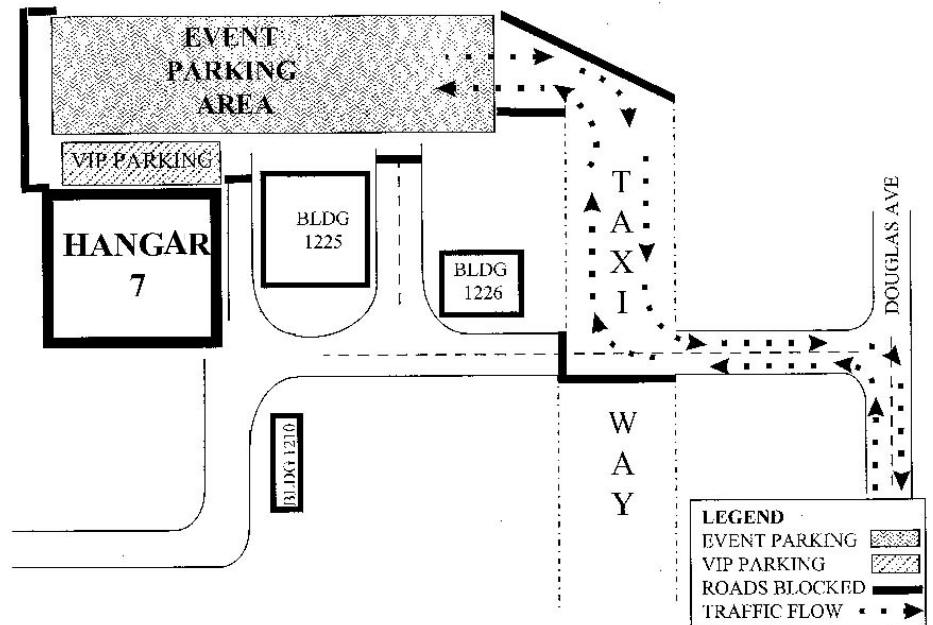 EVENT
PARKING
AREA
VIP PARKING
HANGAR
7
BLDG
1225
BLDG
1226
BLDG 1210
T
A
X
I
W
A
Y
DOUGLAS AVE
LEGEND
EVENT PARKING
VIP PARKING
ROADS BLOCKED
TRAFFIC FLOW